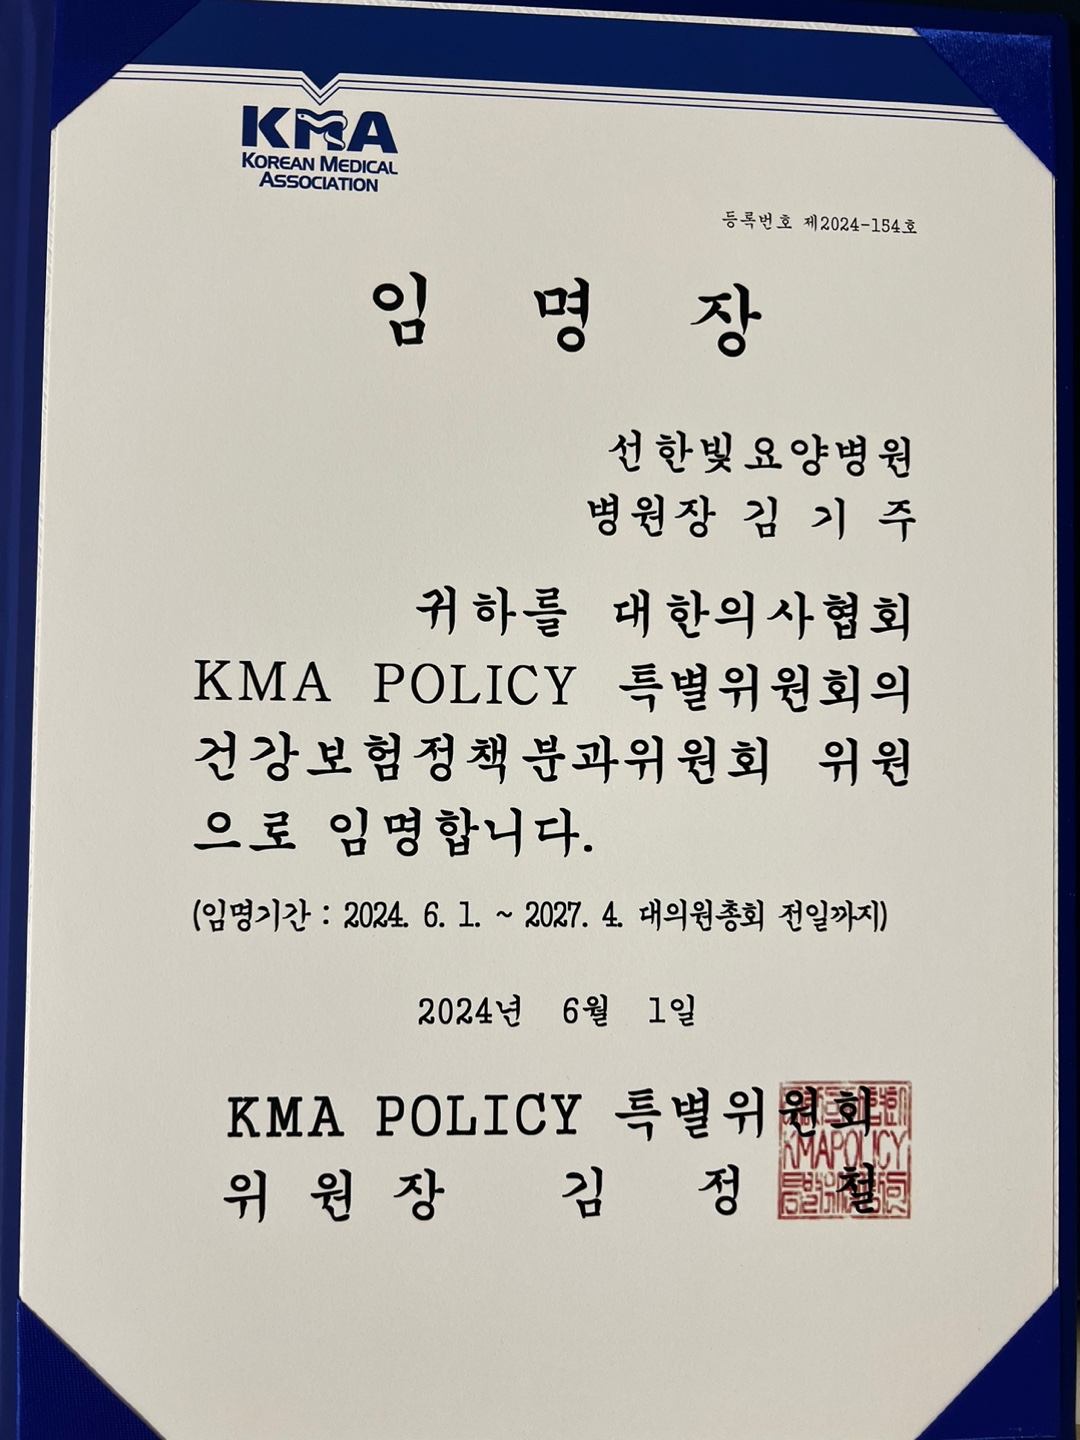 KMA
KOREAN MEDICAL
ASSOCIATION
등록번호 제2024-154호
임 명 장
선한빛요양병원
병원장 김 기 주
귀하를 대한의사협회
KMA POLICY 특별위원회의
건강보험정책분과위원회 위원
으로 임명합니다.
(임명기간 : 2024. 6. 1. ~ 2027. 4. 대의원총회 전일까지)
2024년 6월 1일
KMA POLICY 특별위원회
위 원 장 김 정 철
KMAPOLICY